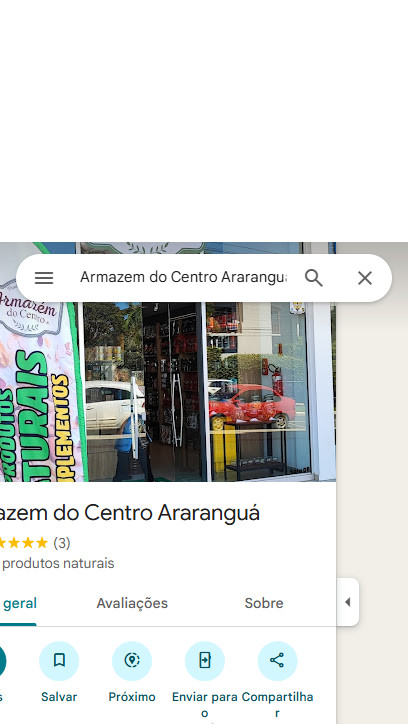 Armazem do Centro Ararangu
Armazém
do Centro
PRODUTOS
NATURAIS
SUPLEMENTOS
azem do Centro Araranguá
(3)
produtos naturais
geral
Avaliações
Sobre
s
Salvar
Próximo
Enviar para
o
Compartilha
r